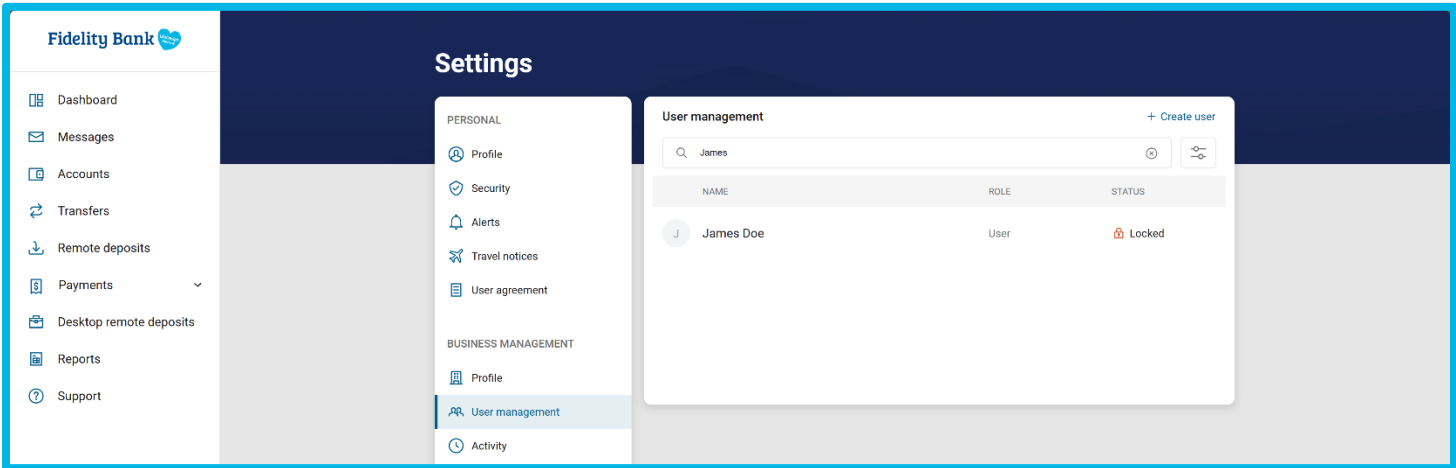 Fidelity Bank
Dashboard
Messages
Accounts
Transfers
Remote deposits
Payments
Desktop remote deposits
Reports
Support
Settings
PERSONAL
Profile
Security
Alerts
Travel notices
User agreement
BUSINESS MANAGEMENT
Profile
User management
Activity
User management
+ Create user
James
NAME ROLE STATUS
J James Doe User Locked